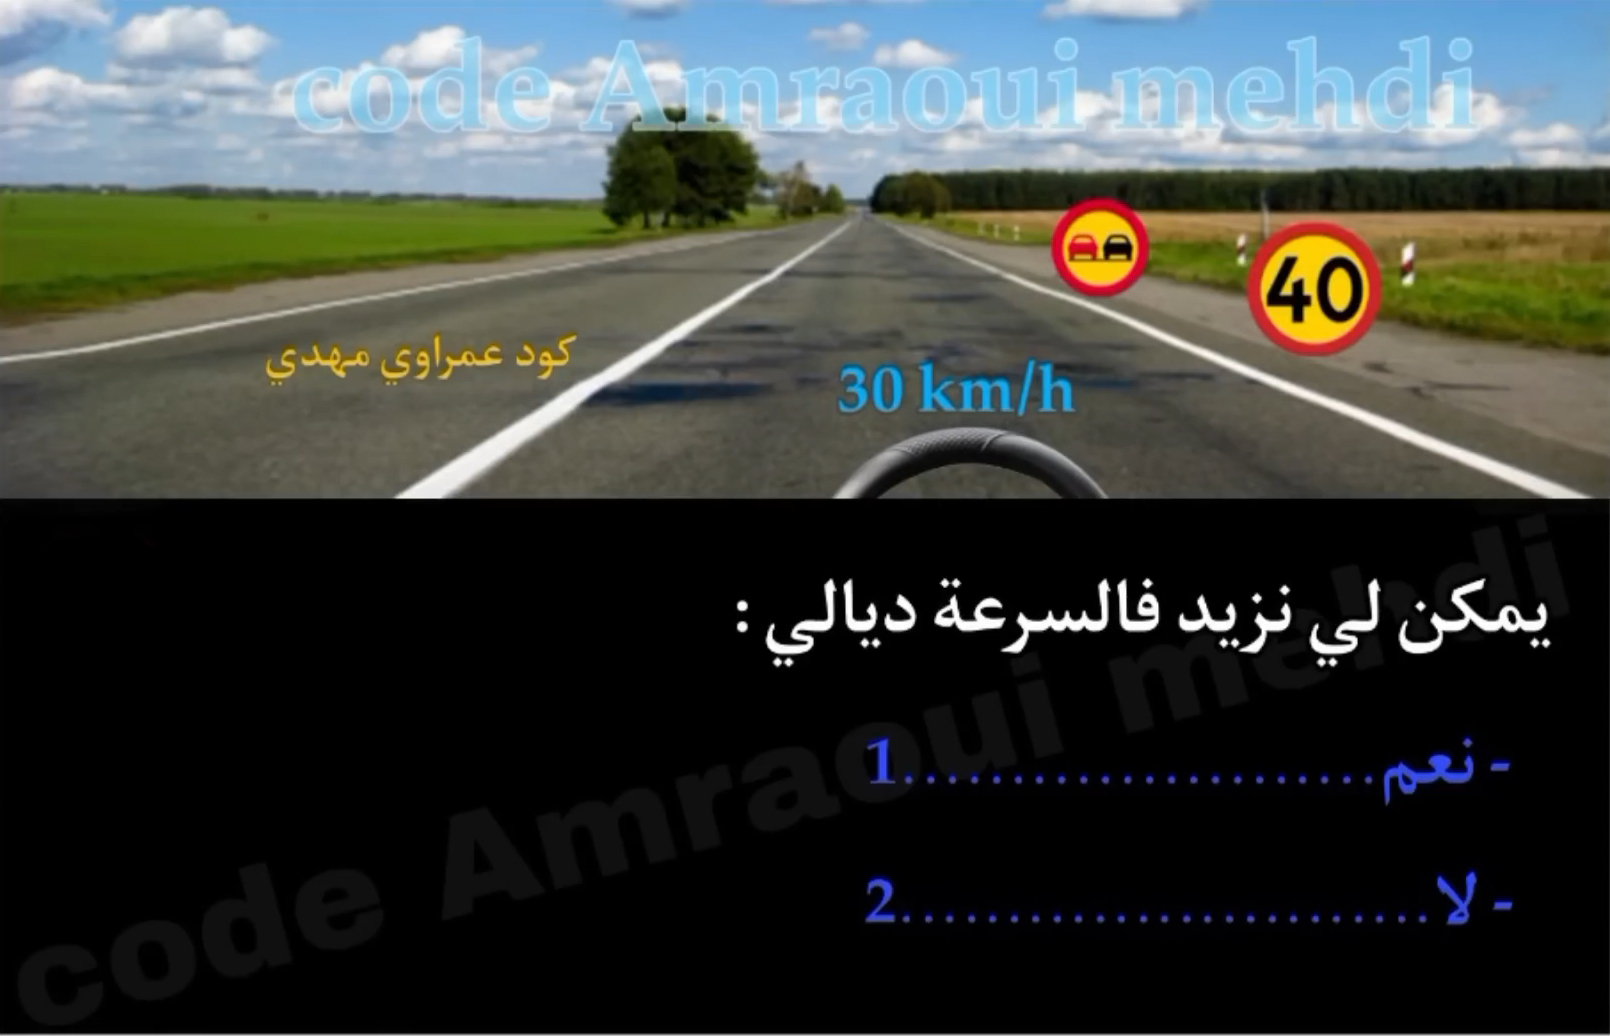 code Amraoui mehdi
40
كود عمراوي مهدي
30 km/h
يمكن لي نزيد فالسرعة ديالي :
- نعم......................1
- لا.........................2
code Amraoui mehdi